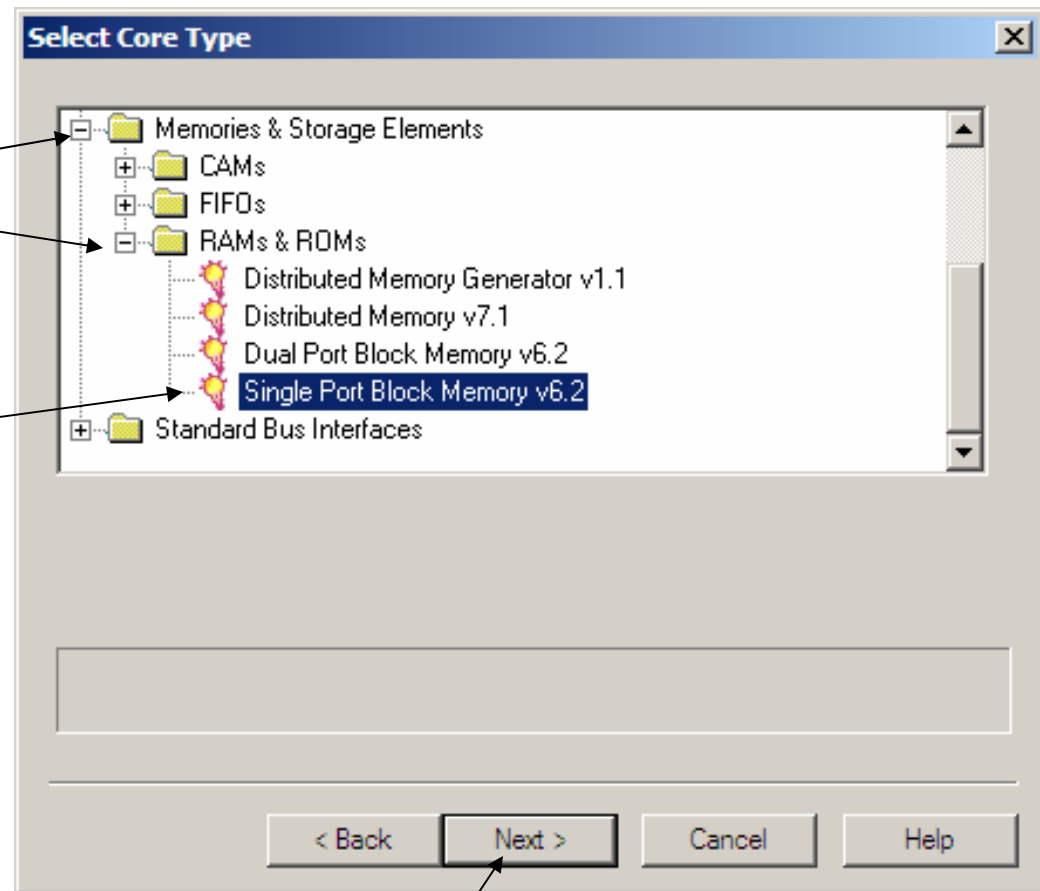 Select Core Type
Memories & Storage Elements
CAMs
FIFOs
RAMs & ROMs
Distributed Memory Generator v1.1
Distributed Memory v7.1
Dual Port Block Memory v6.2
Single Port Block Memory v6.2
Standard Bus Interfaces
< Back Next > Cancel Help